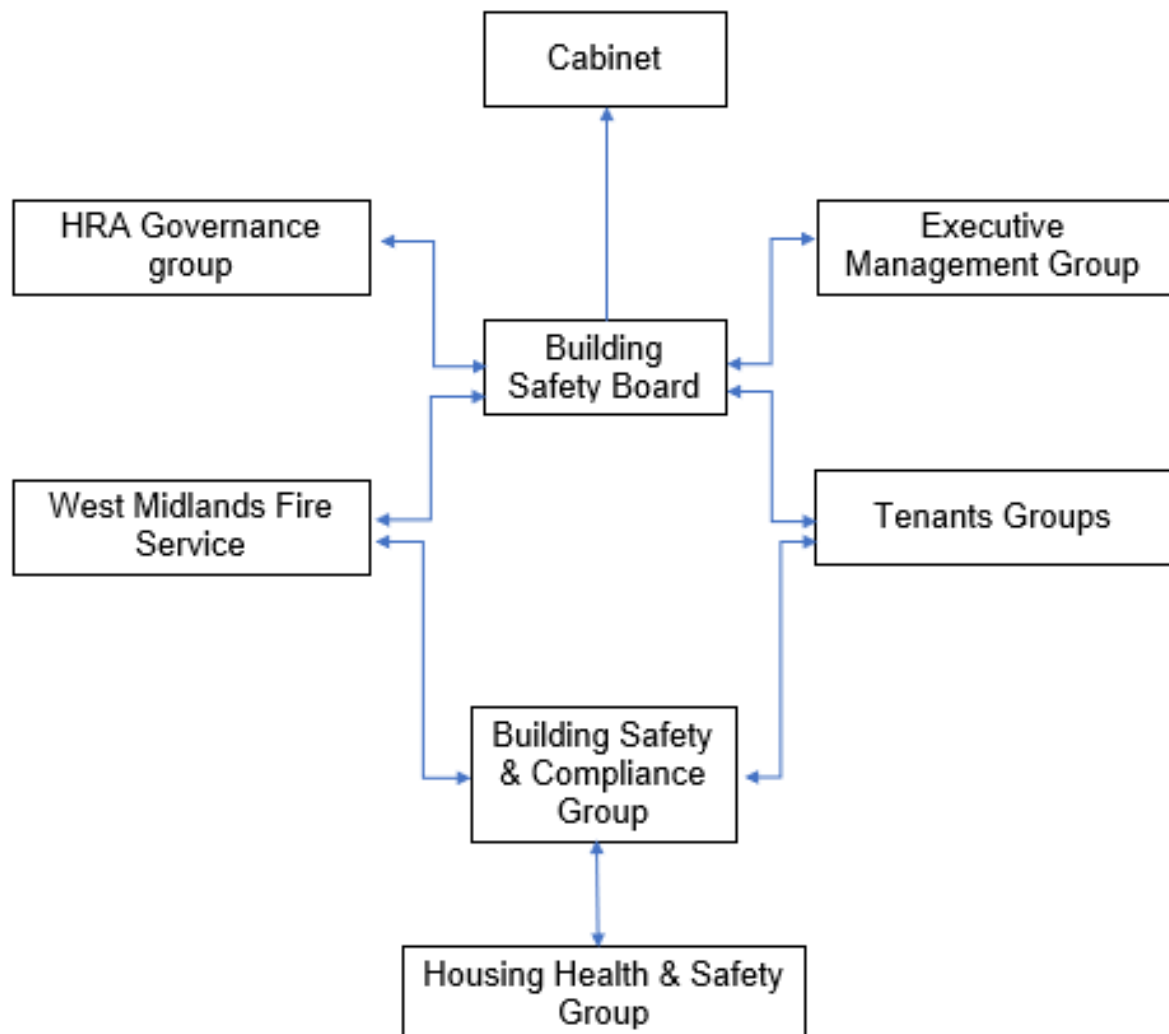 Cabinet
HRA Governance
group
Executive
Management Group
Building
Safety Board
West Midlands Fire
Service
Tenants Groups
Building Safety
& Compliance
Group
Housing Health & Safety
Group